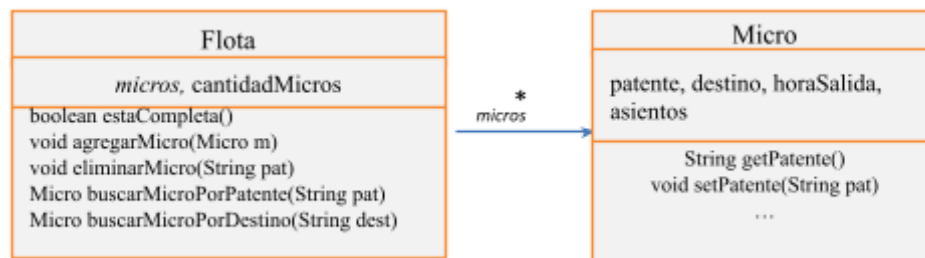 Flota
micros, cantidadMicros
boolean estaCompleta()
void agregarMicro(Micro m)
void eliminarMicro(String pat)
Micro buscarMicroPorPatente(String pat)
Micro buscarMicroPorDestino(String dest)
*
micros
Micro
patente, destino, horaSalida,
asientos
String getPatente()
void setPatente(String pat)
…